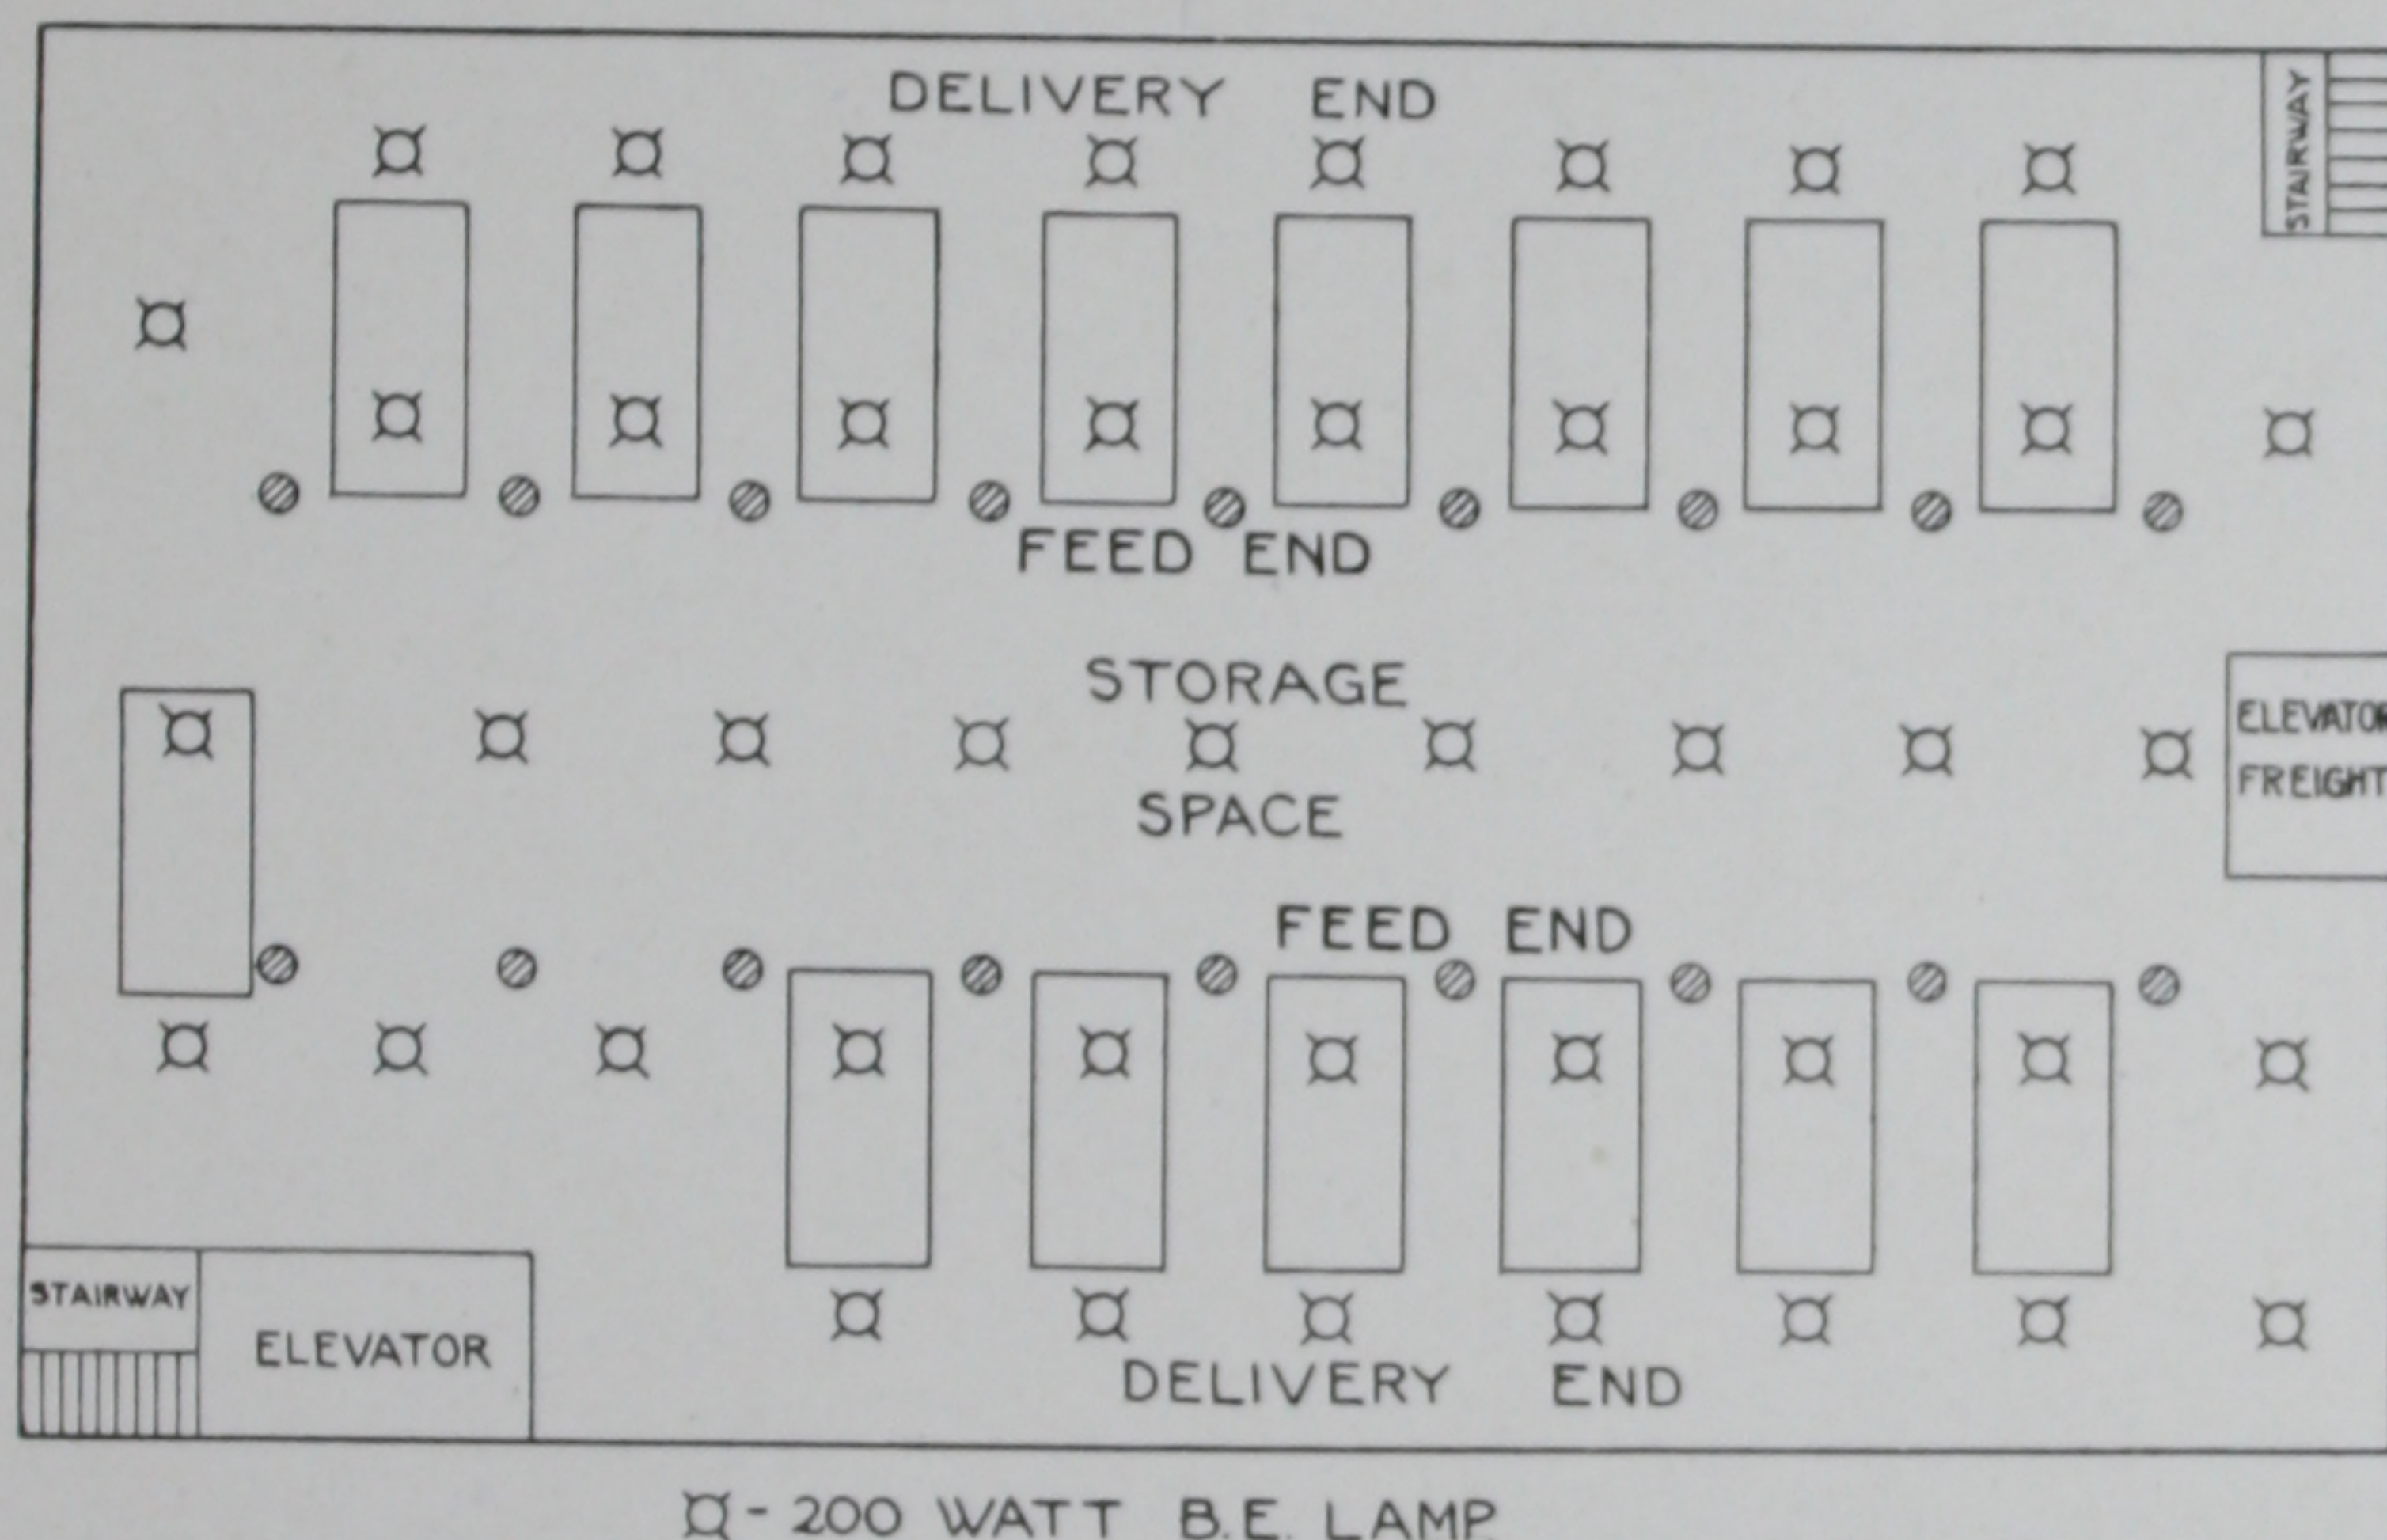 DELIVERY END
STAIRWAY
FEED END
STORAGE
SPACE
ELEVATOR
FREIGHT
FEED END
STAIRWAY
ELEVATOR
DELIVERY END
¤ - 200 WATT B.E. LAMP